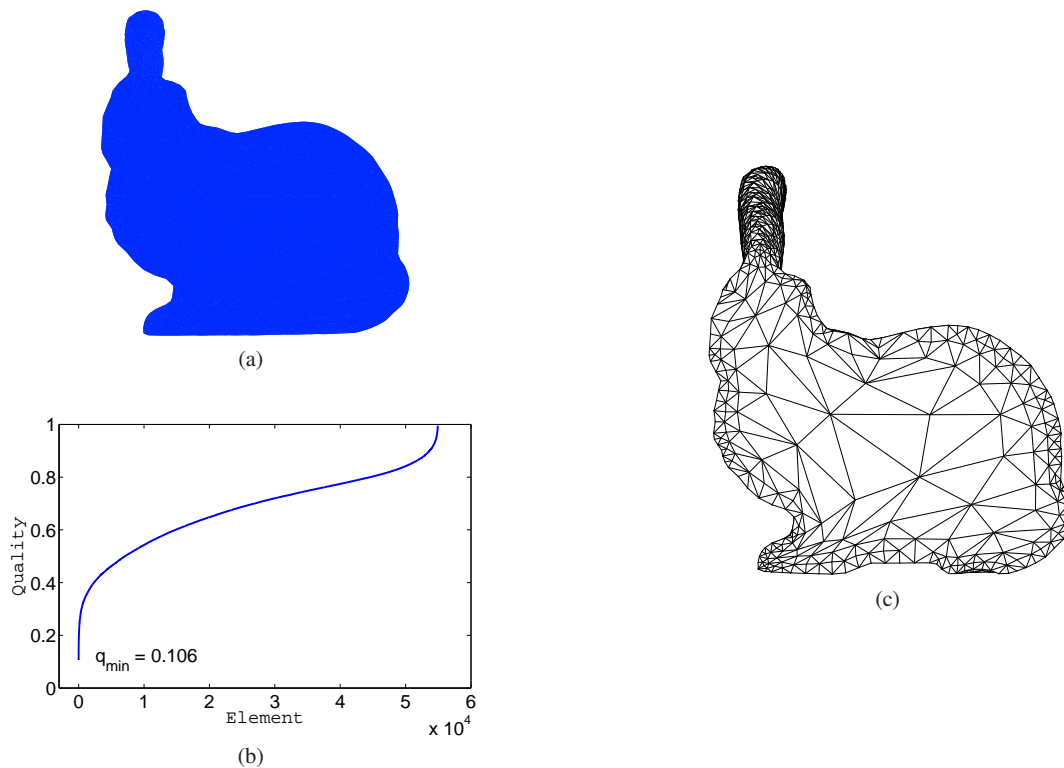 (a)
1
0.8
0.6
0.4
0.2
0
Quality
q_min = 0.106
0 1 2 3 4 5 6
Element
x 10^4
(b)
(c)